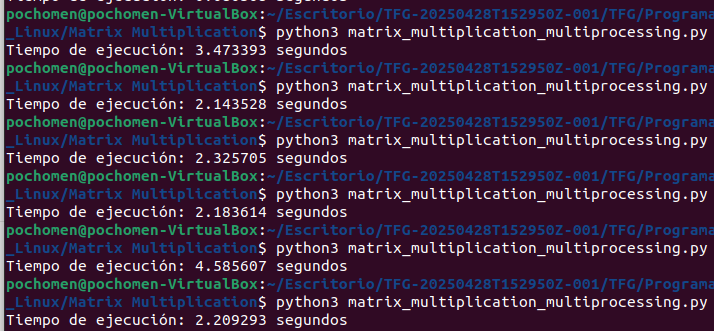 pochomen@pochomen-VirtualBox:~/Escritorio/TFG-20250428T152950Z-001/TFG/Programa
_Linux/Matrix Multiplication$ python3 matrix_multiplication_multiprocessing.py
Tiempo de ejecución: 3.473393 segundos
pochomen@pochomen-VirtualBox:~/Escritorio/TFG-20250428T152950Z-001/TFG/Programa
_Linux/Matrix Multiplication$ python3 matrix_multiplication_multiprocessing.py
Tiempo de ejecución: 2.143528 segundos
pochomen@pochomen-VirtualBox:~/Escritorio/TFG-20250428T152950Z-001/TFG/Programa
_Linux/Matrix Multiplication$ python3 matrix_multiplication_multiprocessing.py
Tiempo de ejecución: 2.325705 segundos
pochomen@pochomen-VirtualBox:~/Escritorio/TFG-20250428T152950Z-001/TFG/Programa
_Linux/Matrix Multiplication$ python3 matrix_multiplication_multiprocessing.py
Tiempo de ejecución: 2.183614 segundos
pochomen@pochomen-VirtualBox:~/Escritorio/TFG-20250428T152950Z-001/TFG/Programa
_Linux/Matrix Multiplication$ python3 matrix_multiplication_multiprocessing.py
Tiempo de ejecución: 4.585607 segundos
pochomen@pochomen-VirtualBox:~/Escritorio/TFG-20250428T152950Z-001/TFG/Programa
_Linux/Matrix Multiplication$ python3 matrix_multiplication_multiprocessing.py
Tiempo de ejecución: 2.209293 segundos